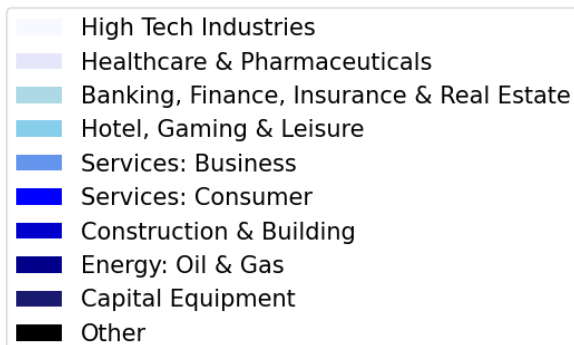 High Tech Industries
Healthcare & Pharmaceuticals
Banking, Finance, Insurance & Real Estate
Hotel, Gaming & Leisure
Services: Business
Services: Consumer
Construction & Building
Energy: Oil & Gas
Capital Equipment
Other